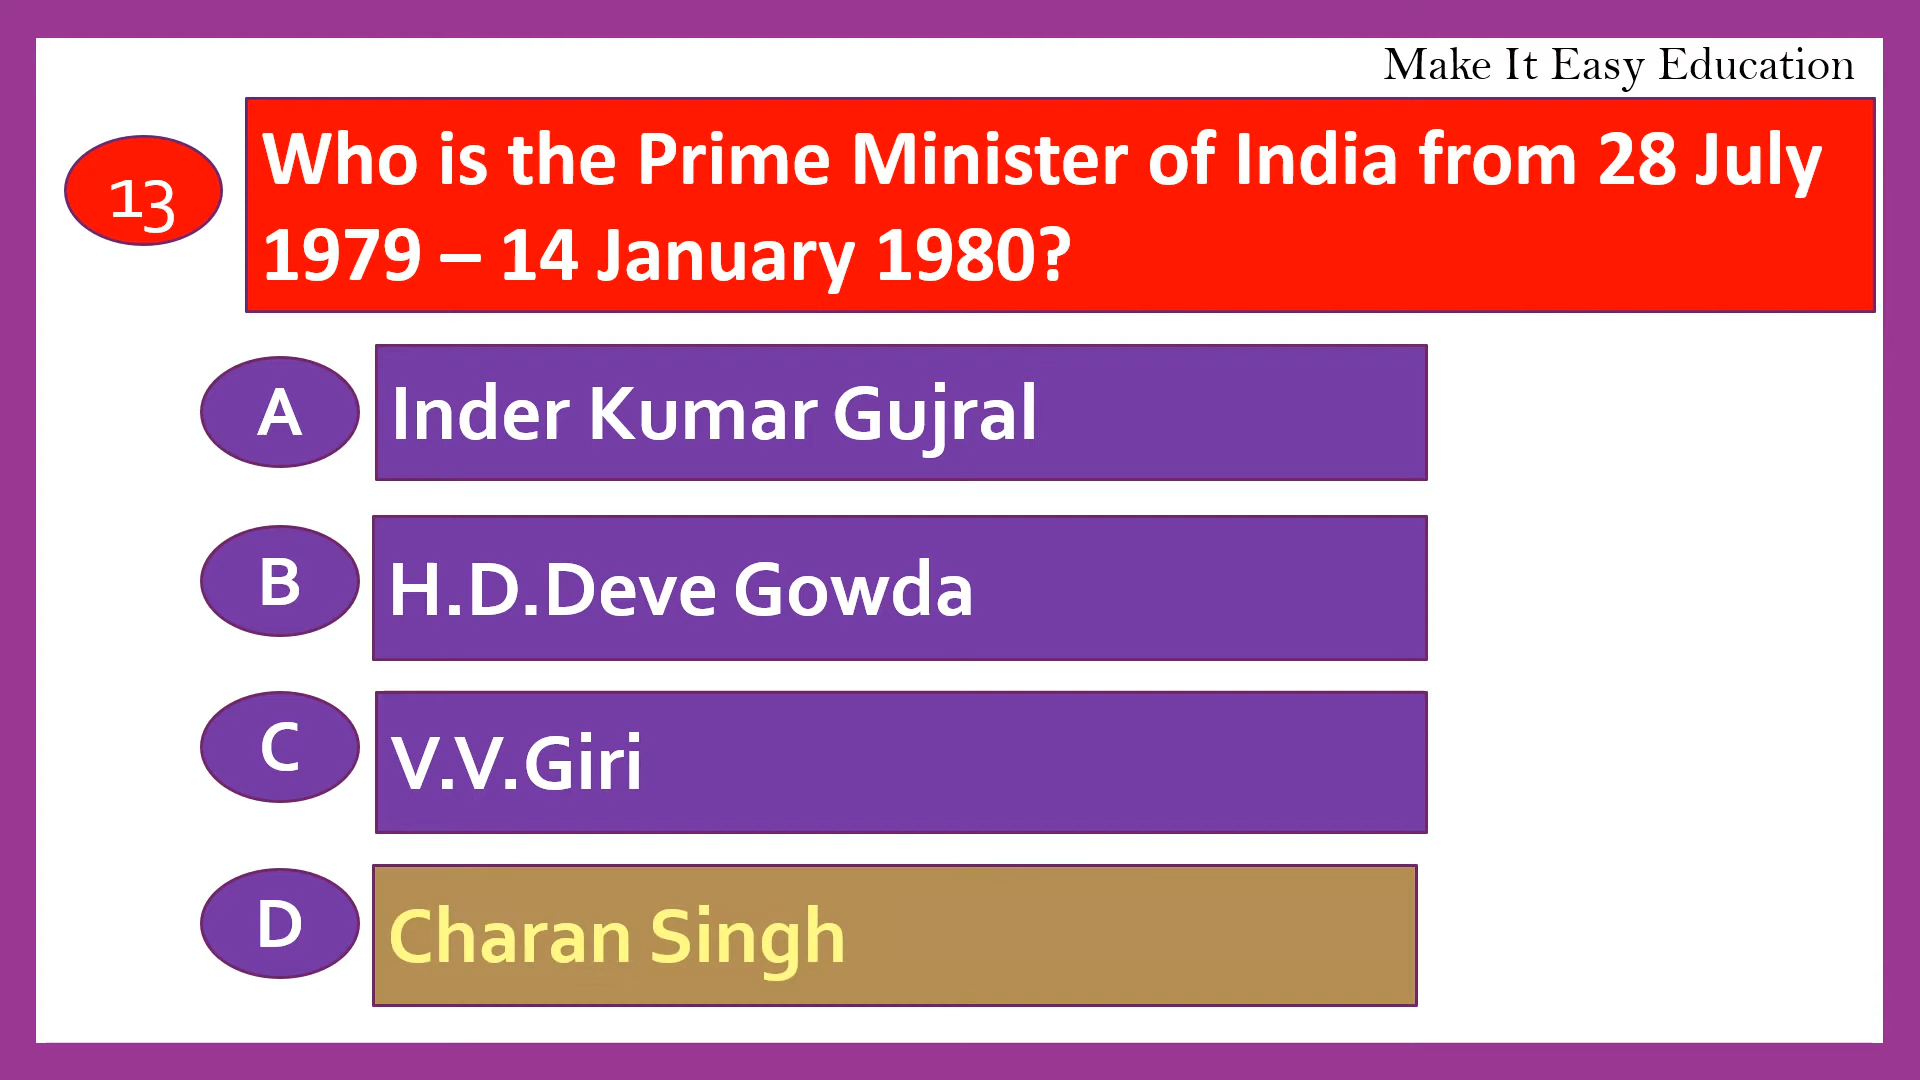 Make It Easy Education
13
Who is the Prime Minister of India from 28 July
1979 – 14 January 1980?
A
Inder Kumar Gujral
B
H.D.Deve Gowda
C
V.V.Giri
D
Charan Singh